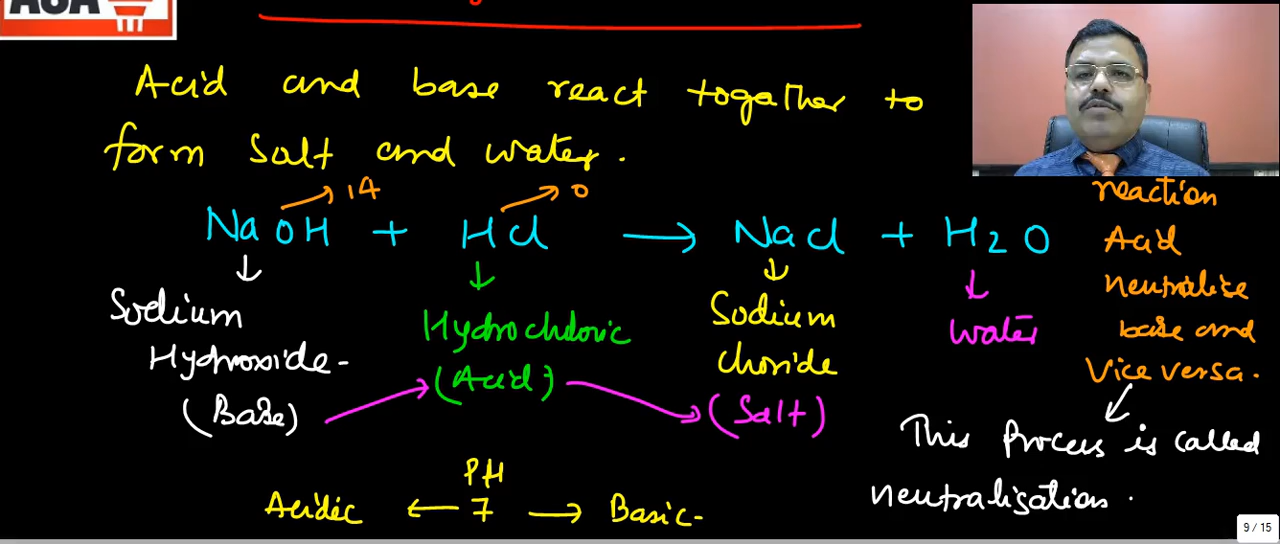 Acid and base react together to
form Salt and water.
14
0
NaOH + HCl → NaCl + H2O
Sodium
Hydroxide-
(Base)
Hydrochloric
(Acid)
Sodium
choride
(Salt)
water
reaction
Acid
neutralise
base and
Vice versa.
This Process is called
neutralisation.
PH
Acidic ← 7 → Basic-
9 / 15